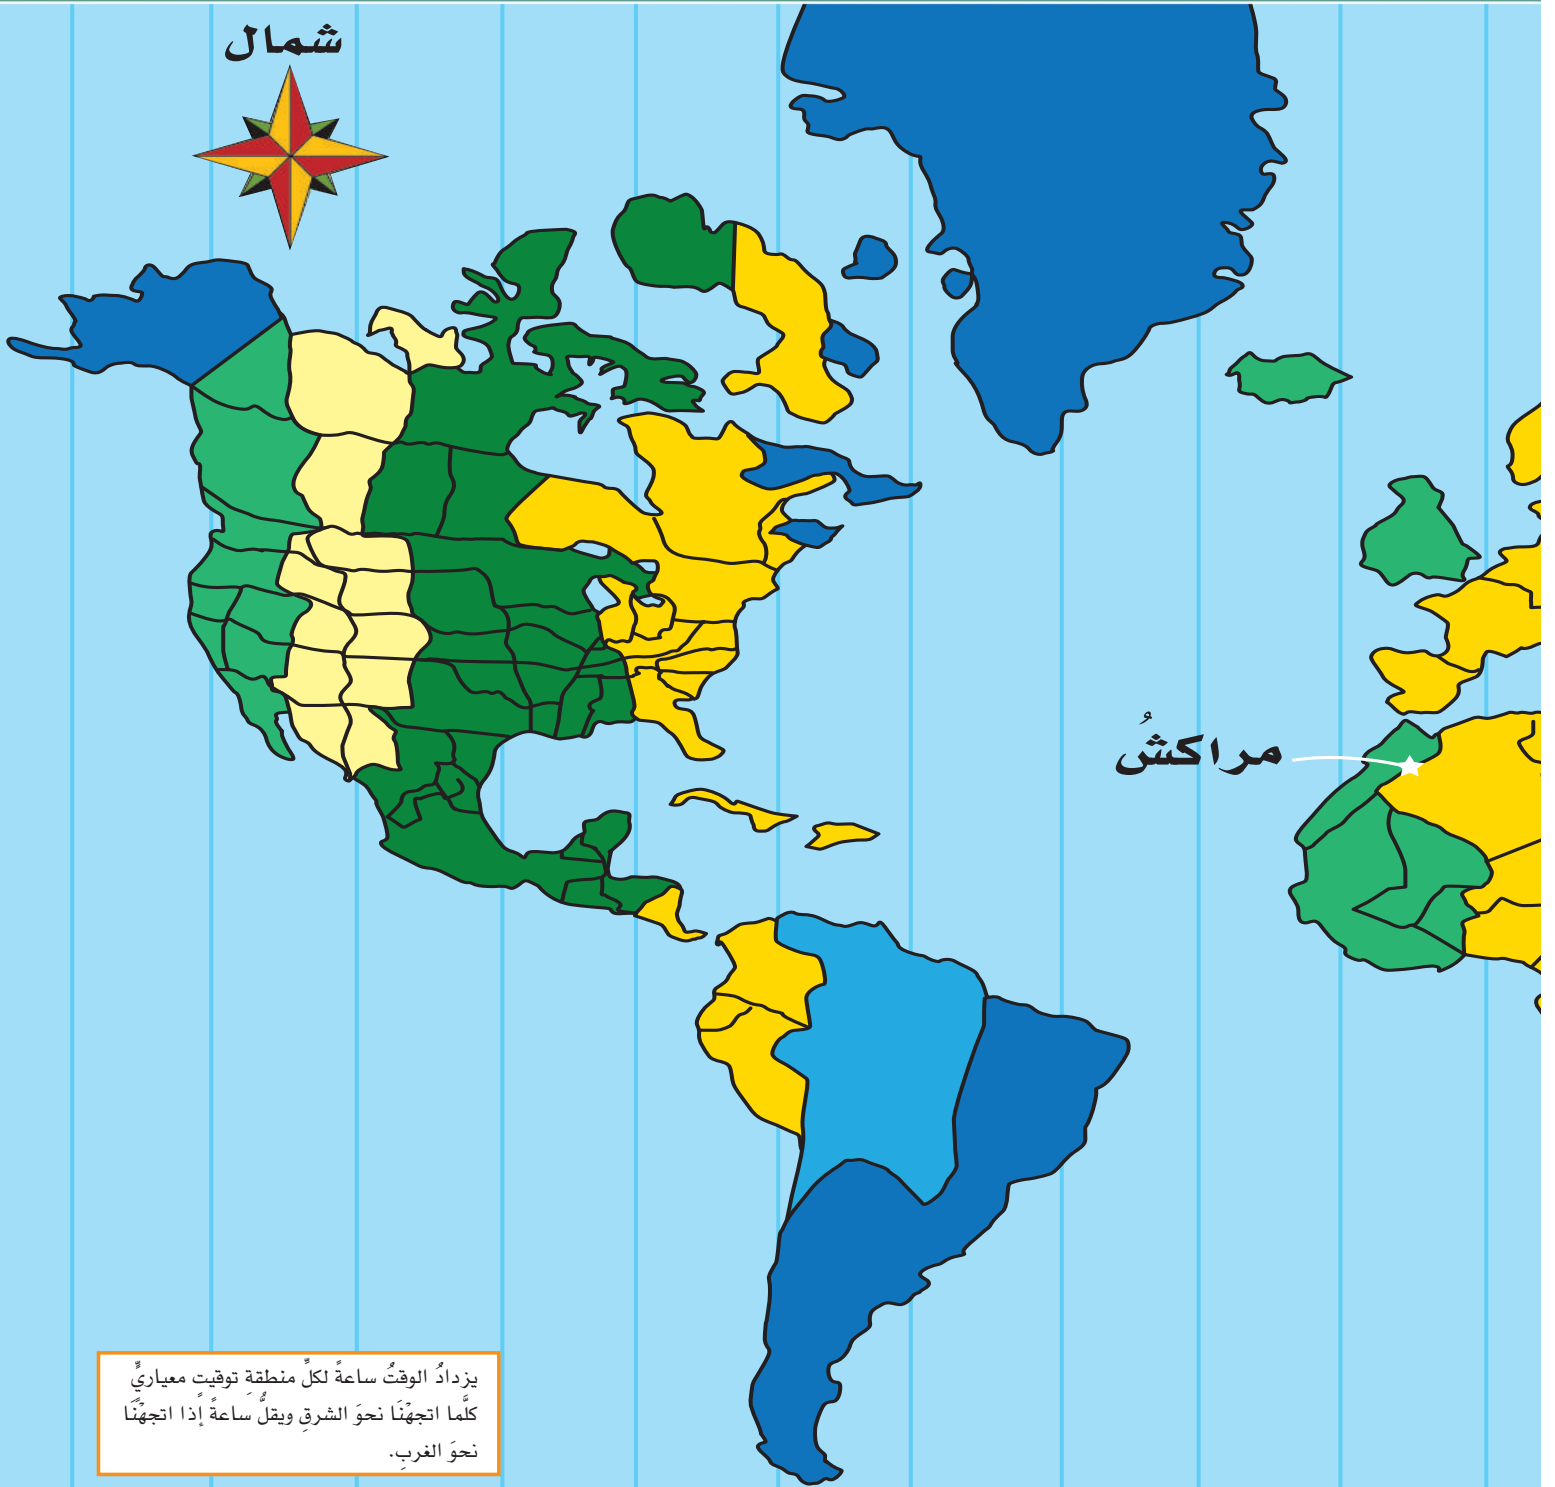 شمال
مراكشُ
يزدادُ الوقتُ ساعةً لكلِّ منطقةِ توقيتٍ معياريٍّ
كلَّما اتجهْنَا نحوَ الشرقِ ويقلُّ ساعةً إذا اتجهْنَا
نحوَ الغربِ.